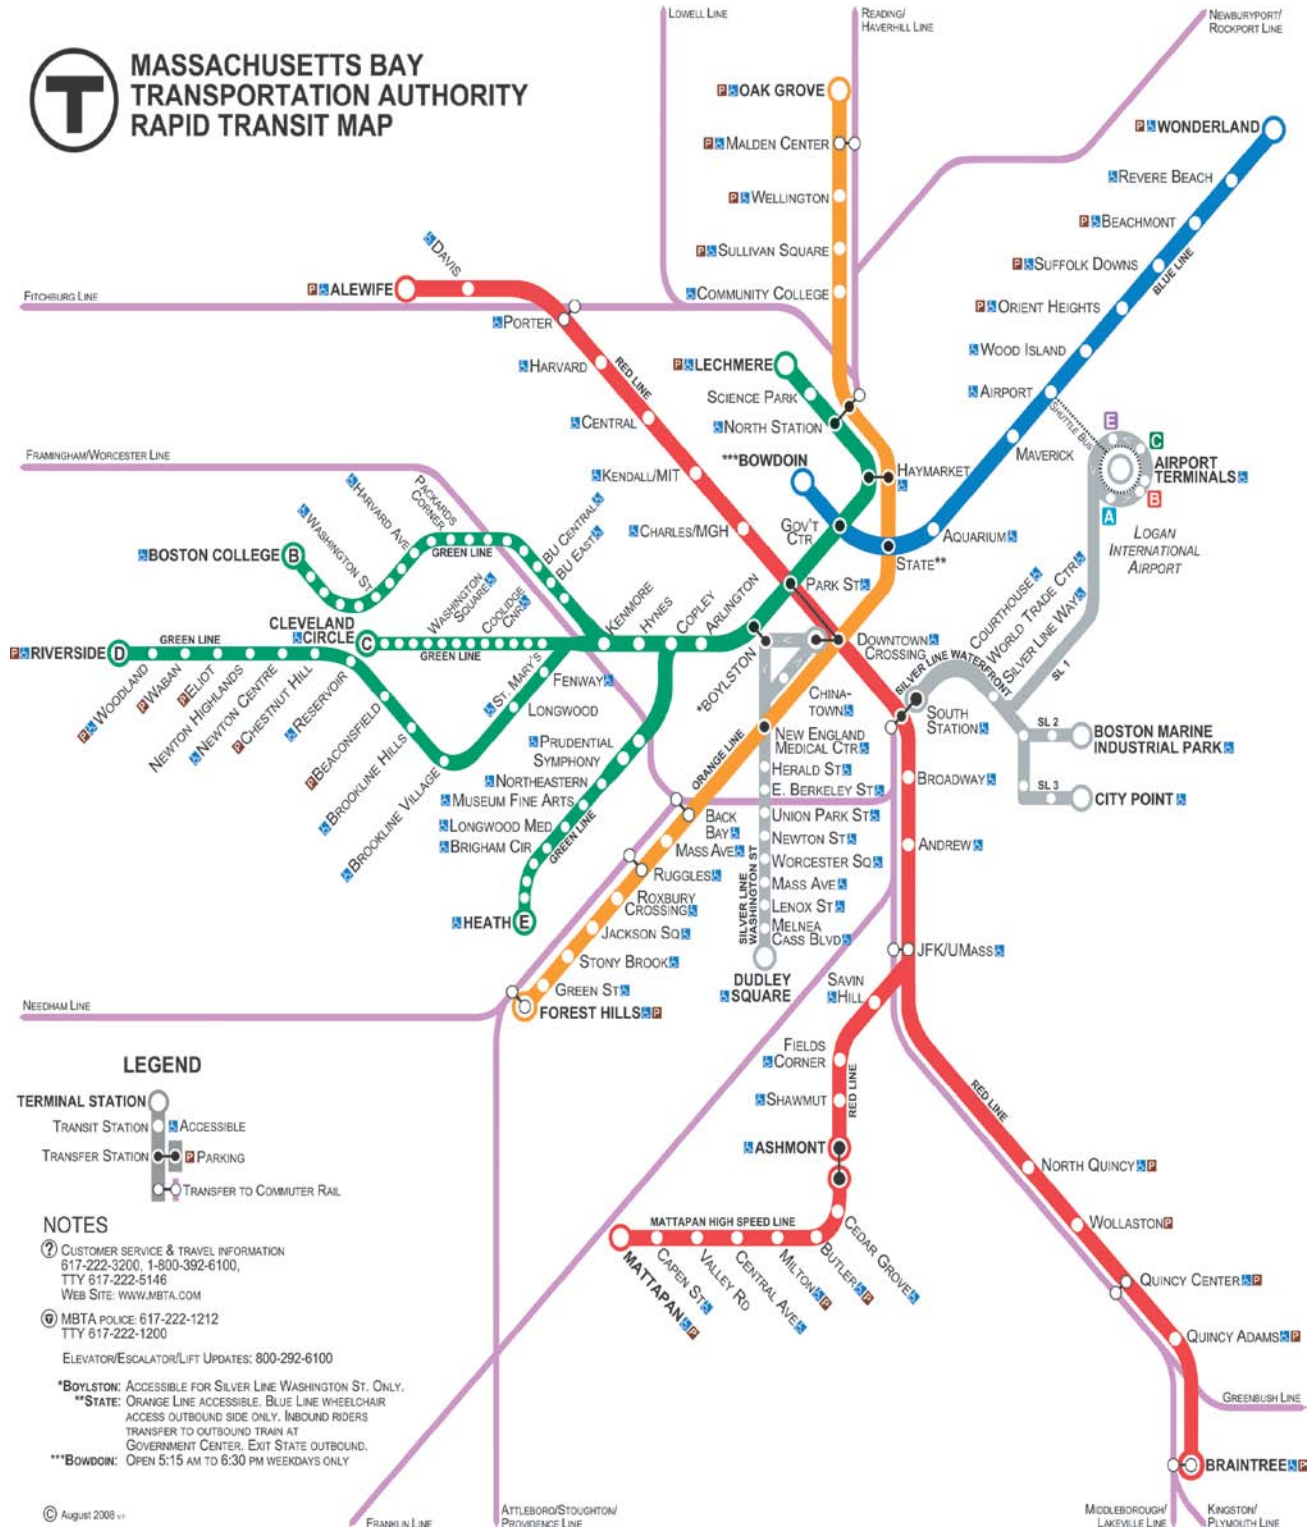 T
MASSACHUSETTS BAY
TRANSPORTATION AUTHORITY
RAPID TRANSIT MAP
LOWELL LINE
READING/
HAVERHILL LINE
NEWBURYPORT/
ROCKPORT LINE
P OAK GROVE
P MALDEN CENTER
P WELLINGTON
P SULLIVAN SQUARE
COMMUNITY COLLEGE
P WONDERLAND
REVERE BEACH
P BEACHMONT
P SUFFOLK DOWNS
BLUE LINE
P ORIENT HEIGHTS
WOOD ISLAND
AIRPORT
SHUTTLE BUS
MAVERICK
AQUARIUM
STATE**
GOV'T
CTR
***BOWDOIN
DAVIS
P ALEWIFE
FITCHBURG LINE
PORTER
HARVARD
RED LINE
CENTRAL
KENDALL/MIT
CHARLES/MGH
PARK ST
DOWNTOWN
CROSSING
P LECHMERE
SCIENCE PARK
NORTH STATION
HAYMARKET
E
C
B
A
AIRPORT
TERMINALS
LOGAN
INTERNATIONAL
AIRPORT
FRAMINGHAM/WORCESTER LINE
BOSTON COLLEGE B
WASHINGTON ST
HARVARD AVE
PACKARDS
CORNER
GREEN LINE
BU CENTRAL
BU EAST
CLEVELAND
CIRCLE C
WASHINGTON
SQUARE
COOLIDGE
CNR
GREEN LINE
ST. MARY'S
KENMORE
HYNES
COPLEY
ARLINGTON
*BOYLSTON
P RIVERSIDE D
GREEN LINE
P WOODLAND
P WABAN
P ELIOT
NEWTON HIGHLANDS
NEWTON CENTRE
P CHESTNUT HILL
RESERVOIR
P BEACONSFIELD
BROOKLINE HILLS
BROOKLINE VILLAGE
LONGWOOD
FENWAY
PRUDENTIAL
SYMPHONY
NORTHEASTERN
MUSEUM FINE ARTS
LONGWOOD MED
BRIGHAM CIR
GREEN LINE
HEATH E
COURTHOUSE
WORLD TRADE CTR
SILVER LINE WAY
SILVER LINE WATERFRONT
SL 1
SL 2
BOSTON MARINE
INDUSTRIAL PARK
SL 3
CITY POINT
SOUTH
STATION
CHINA-
TOWN
NEW ENGLAND
MEDICAL CTR
HERALD ST
E. BERKELEY ST
UNION PARK ST
NEWTON ST
WORCESTER SQ
MASS AVE
LENOX ST
MELNEA
CASS BLVD
SILVER LINE
WASHINGTON ST
DUDLEY
SQUARE
ORANGE LINE
BACK
BAY
MASS AVE
RUGGLES
ROXBURY
CROSSING
JACKSON SQ
STONY BROOK
GREEN ST
FOREST HILLS P
NEEDHAM LINE
BROADWAY
ANDREW
JFK/UMASS
SAVIN
HILL
FIELDS
CORNER
RED LINE
SHAWMUT
ASHMONT
CEDAR GROVE
BUTLER P
MILTON P
CENTRAL AVE
VALLEY RD
CAPEN ST
MATTAPAN P
MATTAPAN HIGH SPEED LINE
RED LINE
NORTH QUINCY P
WOLLASTON P
QUINCY CENTER P
QUINCY ADAMS P
GREENBUSH LINE
BRAINTREE P
MIDDLEBOROUGH/
LAKEVILLE LINE
KINGSTON/
PLYMOUTH LINE
FRANKLIN LINE
ATTLEBORO/STOUGHTON/
PROVIDENCE LINE
LEGEND
TERMINAL STATION
TRANSIT STATION ACCESSIBLE
TRANSFER STATION P PARKING
TRANSFER TO COMMUTER RAIL
NOTES
? CUSTOMER SERVICE & TRAVEL INFORMATION
617-222-3200, 1-800-392-6100,
TTY 617-222-5146
WEB SITE: WWW.MBTA.COM
MBTA POLICE: 617-222-1212
TTY 617-222-1200
ELEVATOR/ESCALATOR/LIFT UPDATES: 800-292-6100
*BOYLSTON: ACCESSIBLE FOR SILVER LINE WASHINGTON ST. ONLY.
**STATE: ORANGE LINE ACCESSIBLE. BLUE LINE WHEELCHAIR
ACCESS OUTBOUND SIDE ONLY. INBOUND RIDERS
TRANSFER TO OUTBOUND TRAIN AT
GOVERNMENT CENTER. EXIT STATE OUTBOUND.
***BOWDOIN: OPEN 5:15 AM TO 6:30 PM WEEKDAYS ONLY
© August 2008